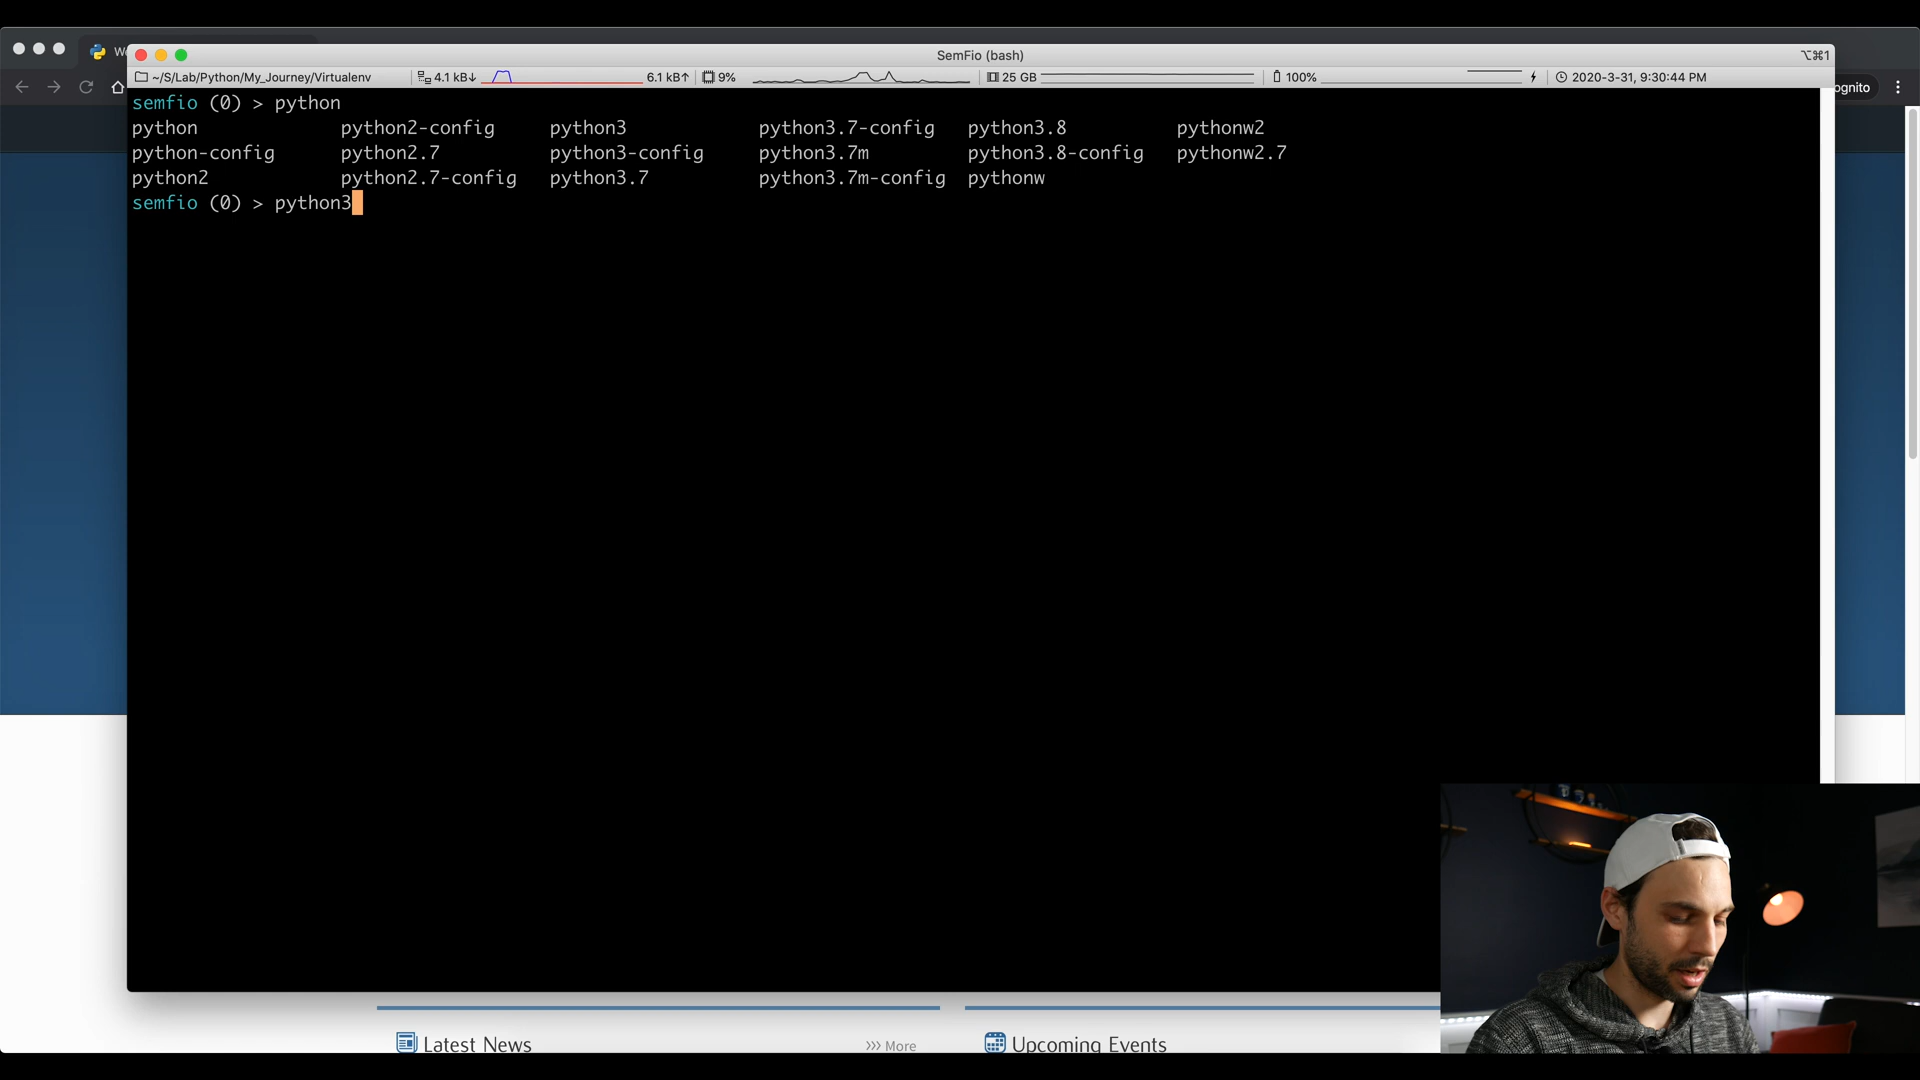 W
SemFio (bash)
⌥⌘1
~/S/Lab/Python/My_Journey/Virtualenv 4.1 kB↓ 6.1 kB↑ 9% 25 GB 100% 2020-3-31, 9:30:44 PM
ognito
semfio (0) > python
python python2-config python3 python3.7-config python3.8 pythonw2
python-config python2.7 python3-config python3.7m python3.8-config pythonw2.7
python2 python2.7-config python3.7 python3.7m-config pythonw
semfio (0) > python3
Latest News >>> More Upcoming Events